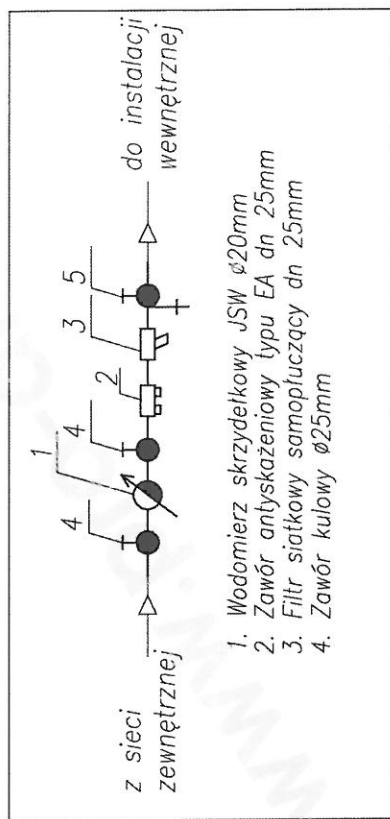 z sieci
zewnętrznej
4
1
4
2
3
5
do instalacji
wewnętrznej
1. Wodomierz skrzydełkowy JSW ø20mm
2. Zawór antyskażeniowy typu EA dn 25mm
3. Filtr siatkowy samopłuczący dn 25mm
4. Zawór kulowy ø25mm